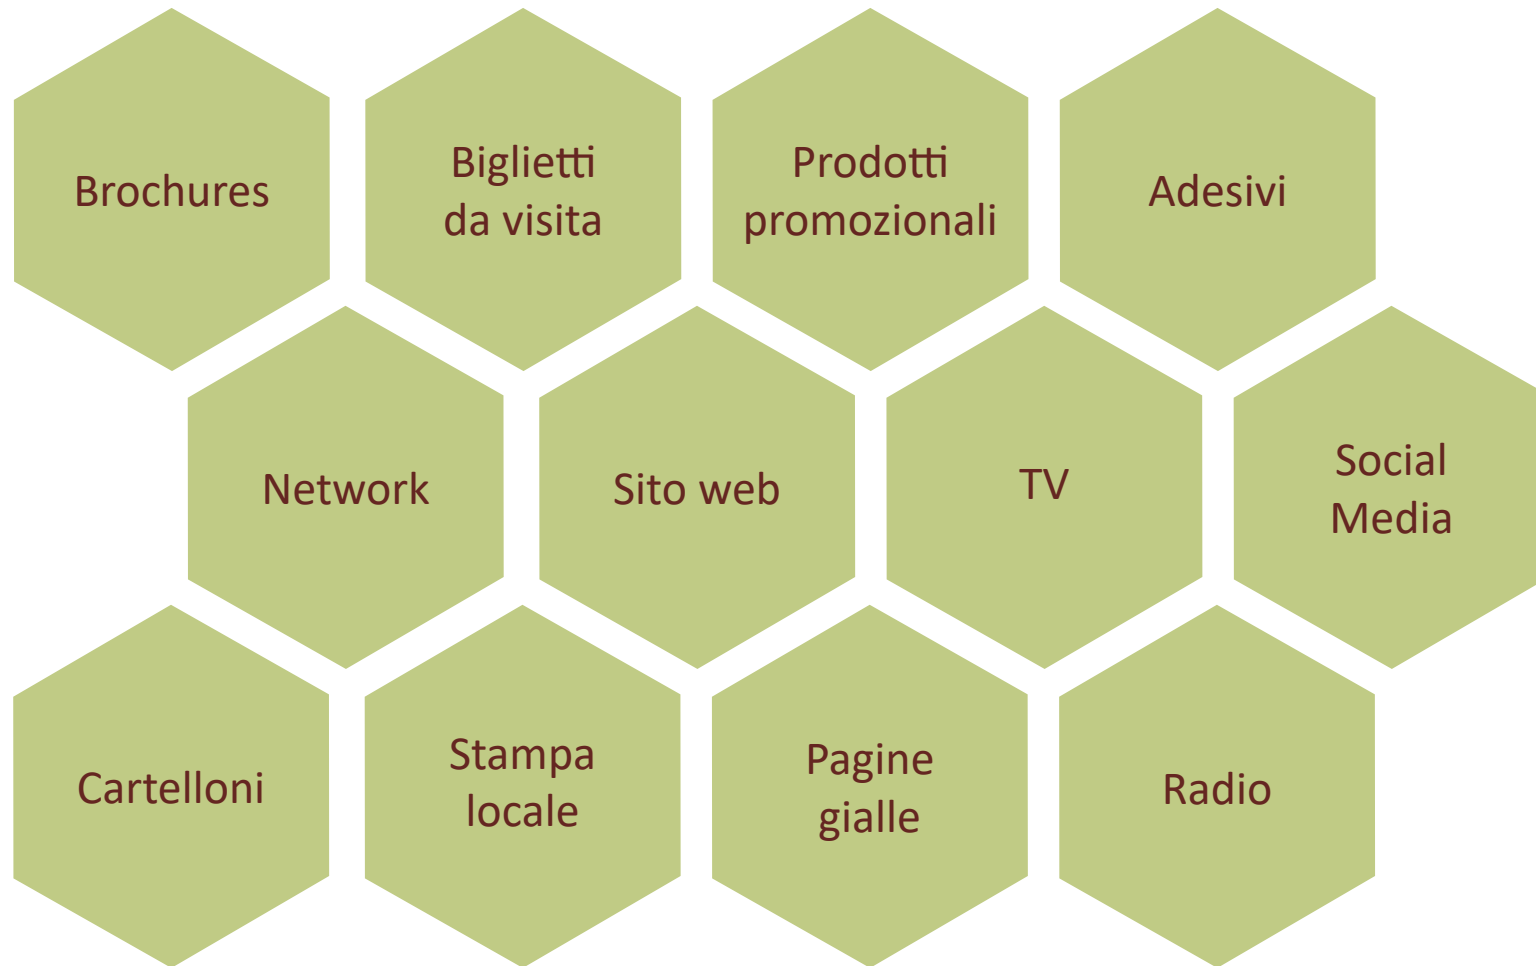 Brochures
Biglietti
da visita
Prodotti
promozionali
Adesivi
Network
Sito web
TV
Social
Media
Cartelloni
Stampa
locale
Pagine
gialle
Radio